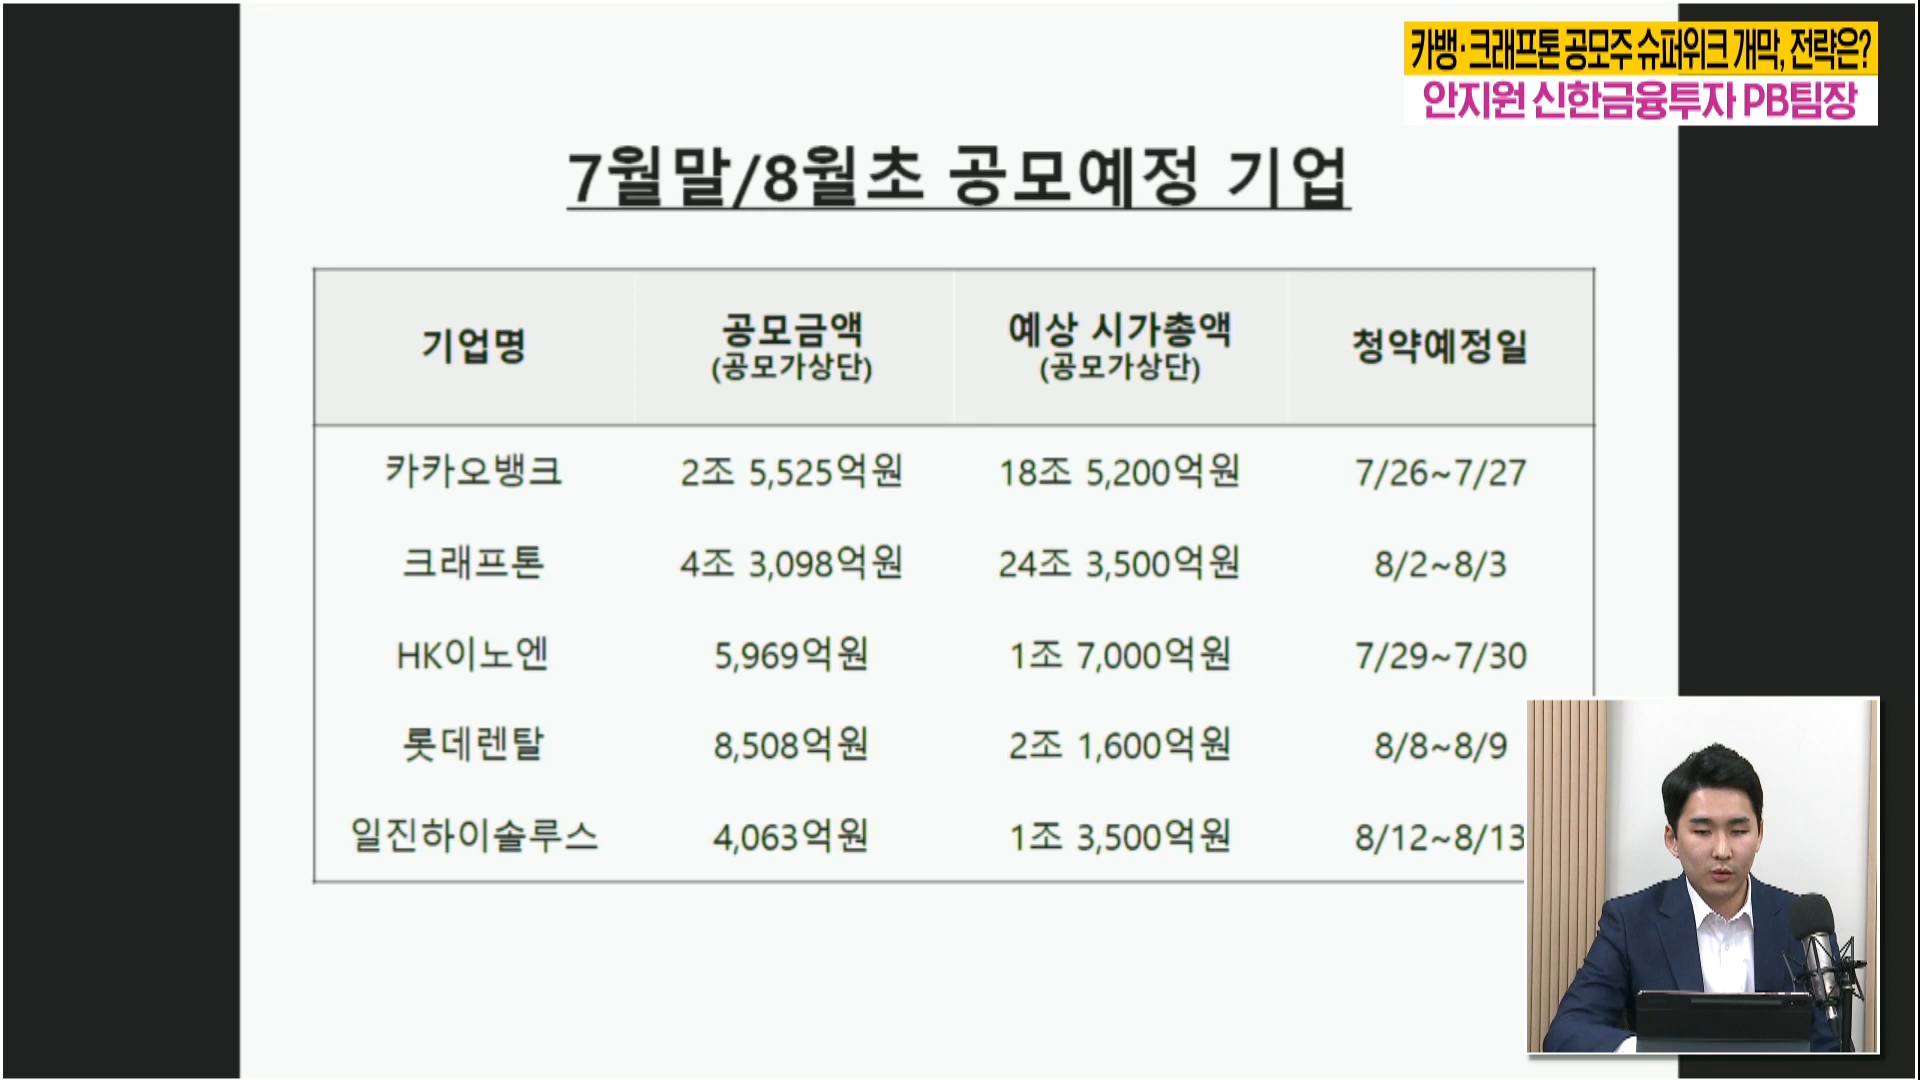 카뱅·크래프톤 공모주 슈퍼위크 개막, 전략은?
안지원 신한금융투자 PB팀장
7월말/8월초 공모예정 기업
기업명 공모금액 (공모가상단) 예상 시가총액 (공모가상단) 청약예정일
카카오뱅크 2조 5,525억원 18조 5,200억원 7/26~7/27
크래프톤 4조 3,098억원 24조 3,500억원 8/2~8/3
HK이노엔 5,969억원 1조 7,000억원 7/29~7/30
롯데렌탈 8,508억원 2조 1,600억원 8/8~8/9
일진하이솔루스 4,063억원 1조 3,500억원 8/12~8/13